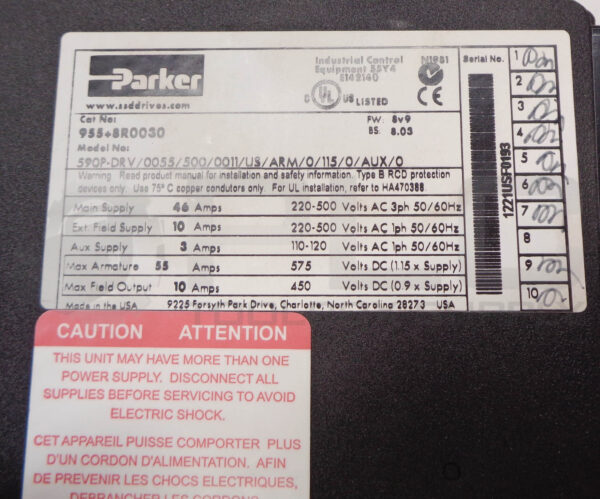 Parker
www.ssddrives.com
Industrial Control
Equipment 35Y4
E142140
N1981
C UL US LISTED
CE
Cat No:
955+8R0030
FW: 8v9
BS: 8.03
Model No:
590P-DRV/0055/500/0011/US/ARM/0/115/0/AUX/0
Warning Read product manual for installation and safety information. Type B RCD protection
devices only. Use 75° C copper condutors only. For UL installation, refer to HA470388.
Main Supply 46 Amps 220-500 Volts AC 3ph 50/60Hz
Ext. Field Supply 10 Amps 220-500 Volts AC 1ph 50/60Hz
Aux Supply 3 Amps 110-120 Volts AC 1ph 50/60Hz
Max Armature 55 Amps 575 Volts DC (1.15 x Supply)
Max Field Output 10 Amps 450 Volts DC (0.9 x Supply)
Made in the USA 9225 Forsyth Park Drive, Charlotte, North Carolina 28273 USA
Serial No.
1221USF0193
1
2
3
4
5
6
7
8
9
10
CAUTION ATTENTION
THIS UNIT MAY HAVE MORE THAN ONE
POWER SUPPLY. DISCONNECT ALL
SUPPLIES BEFORE SERVICING TO AVOID
ELECTRIC SHOCK.
CET APPAREIL PUISSE COMPORTER PLUS
D'UN CORDON D'ALIMENTATION. AFIN
DE PREVENIR LES CHOCS ELECTRIQUES,
DEBRANCHER LES CORDONS